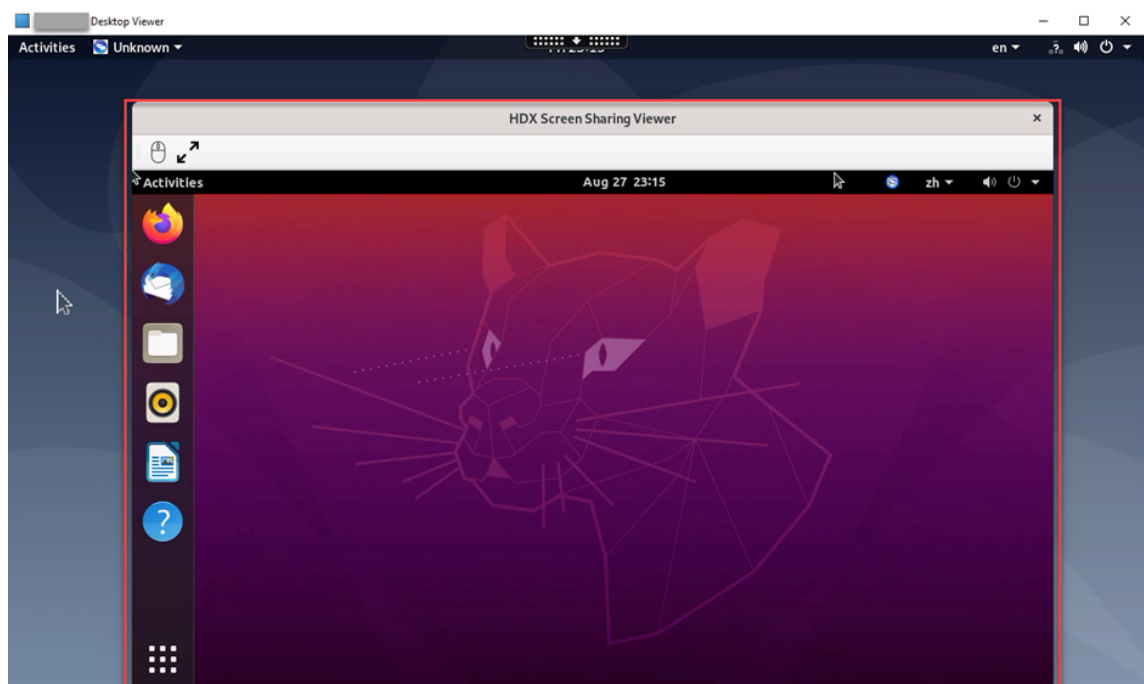 Desktop Viewer
Activities Unknown en
HDX Screen Sharing Viewer
Activities Aug 27 23:15 zh